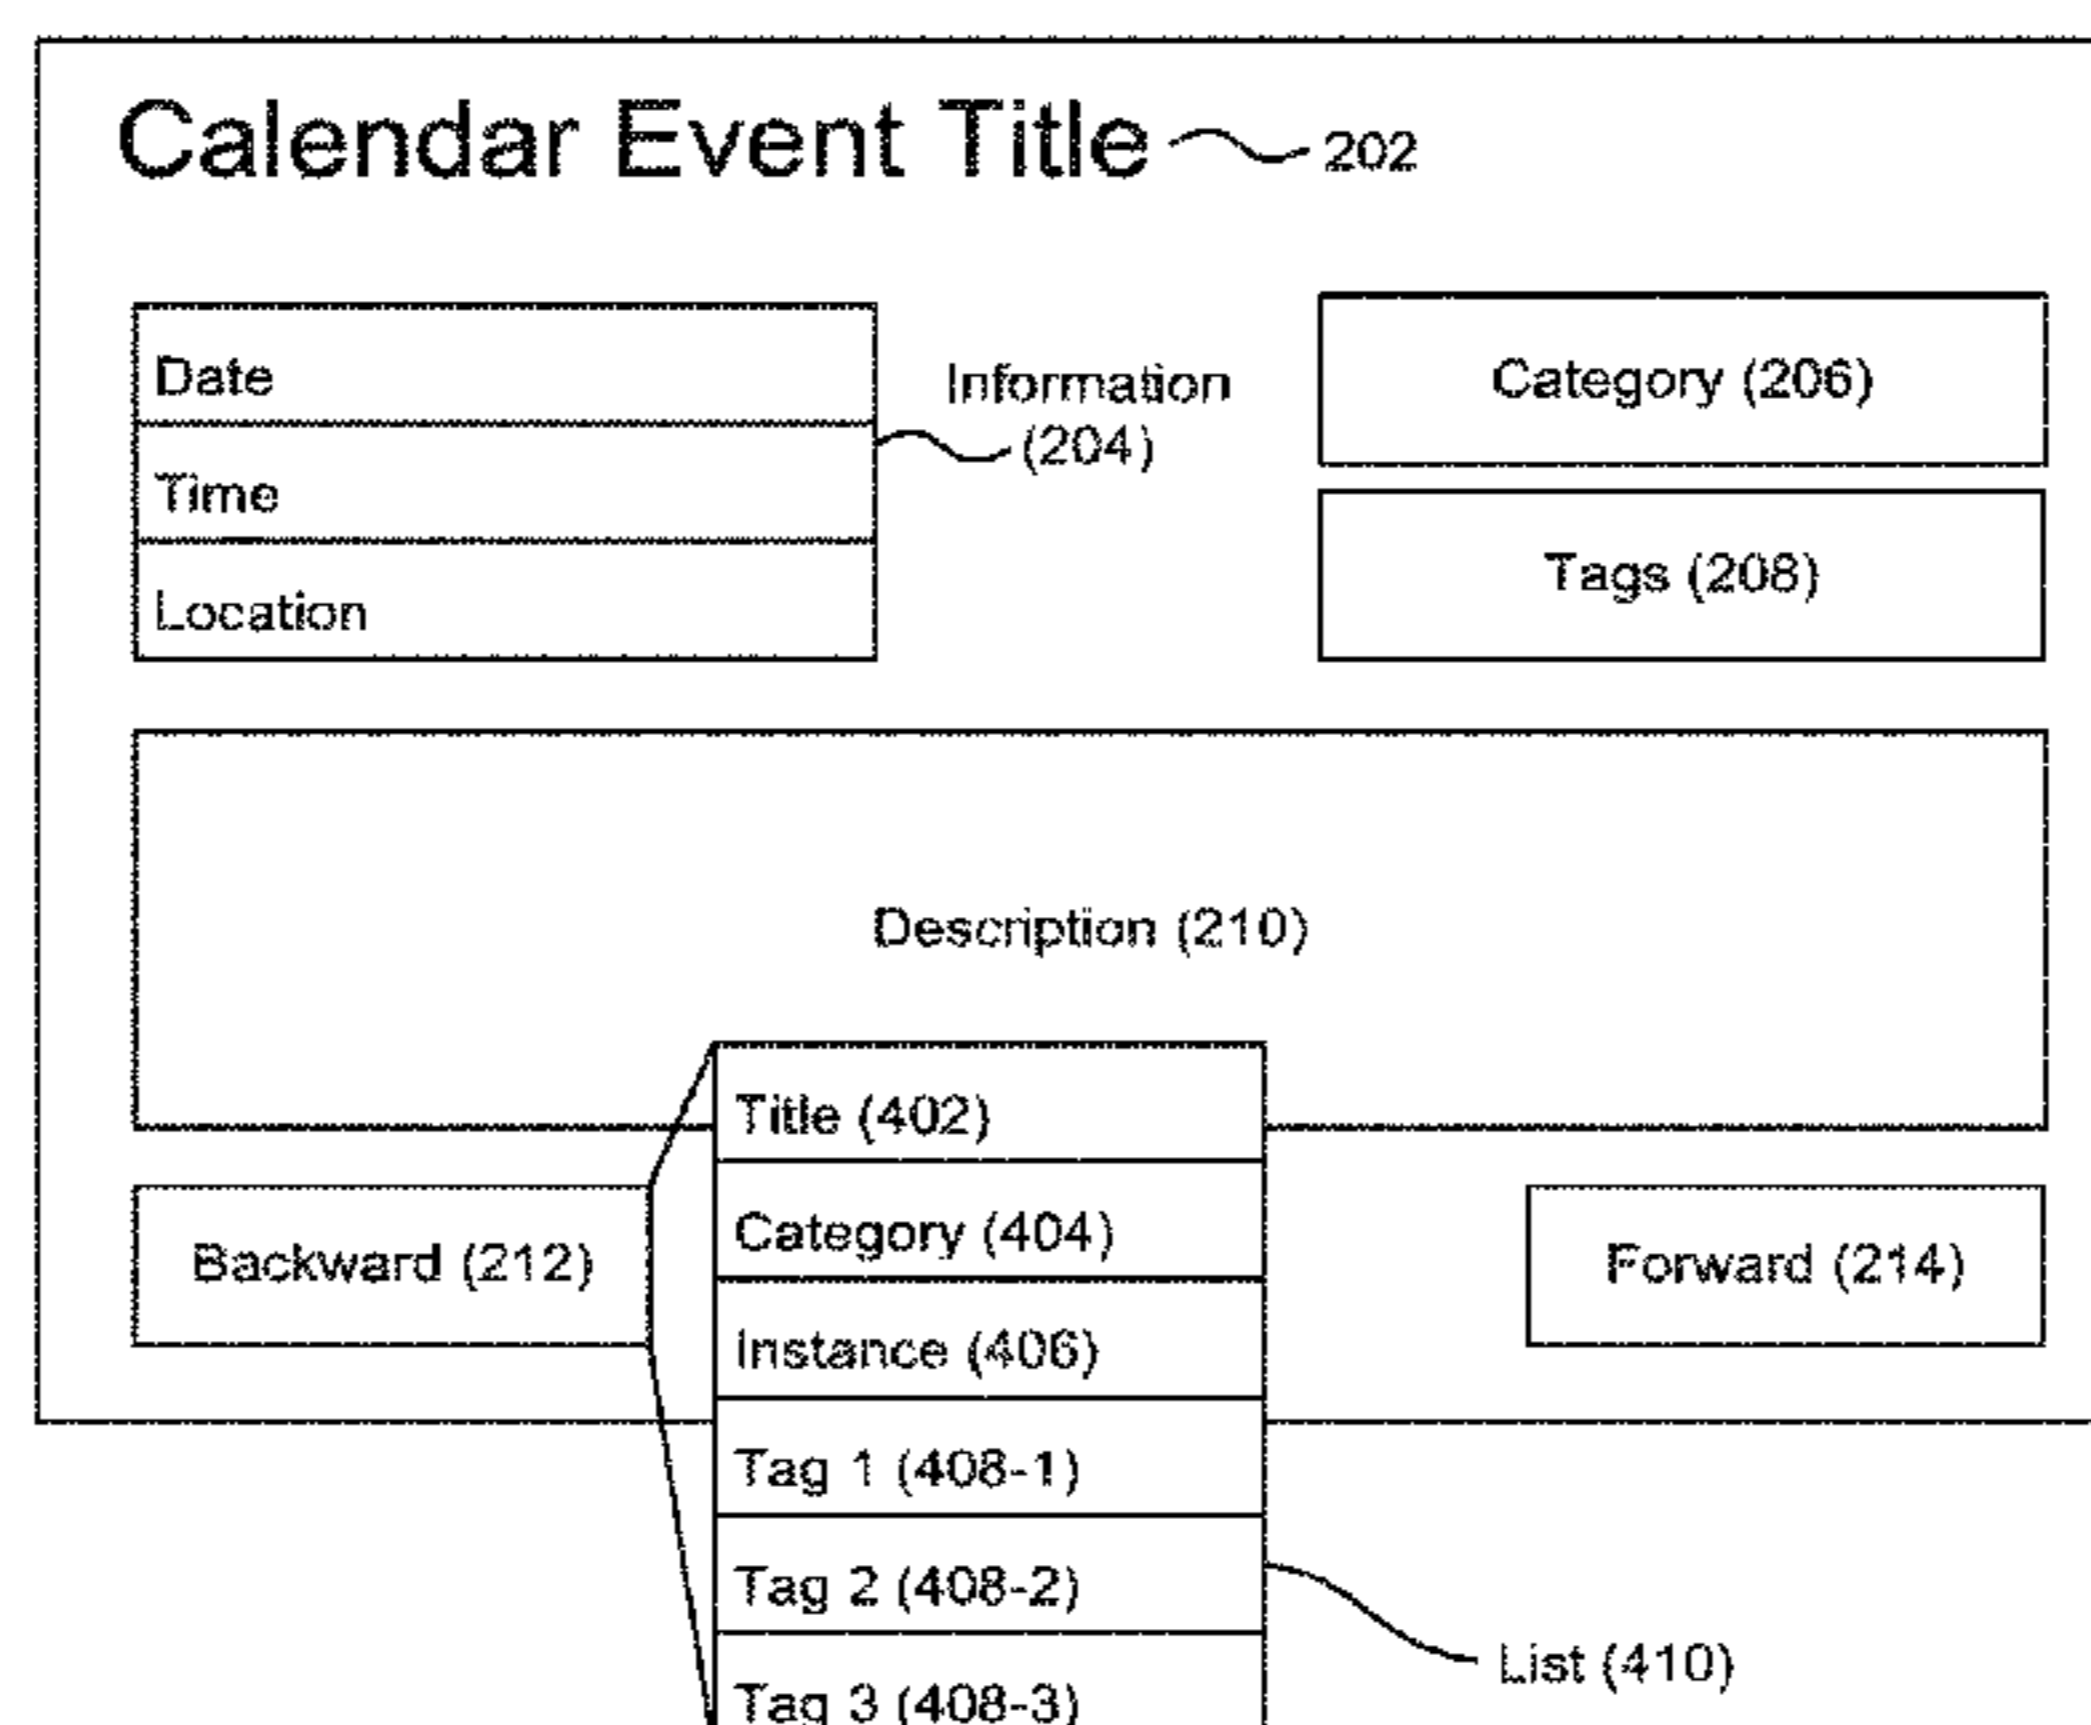 Calendar Event Title 202
Date
Time
Location
Information
(204)
Category (206)
Tags (208)
Description (210)
Title (402)
Category (404)
Instance (406)
Tag 1 (408-1)
Tag 2 (408-2)
Tag 3 (408-3)
Backward (212)
Forward (214)
List (410)